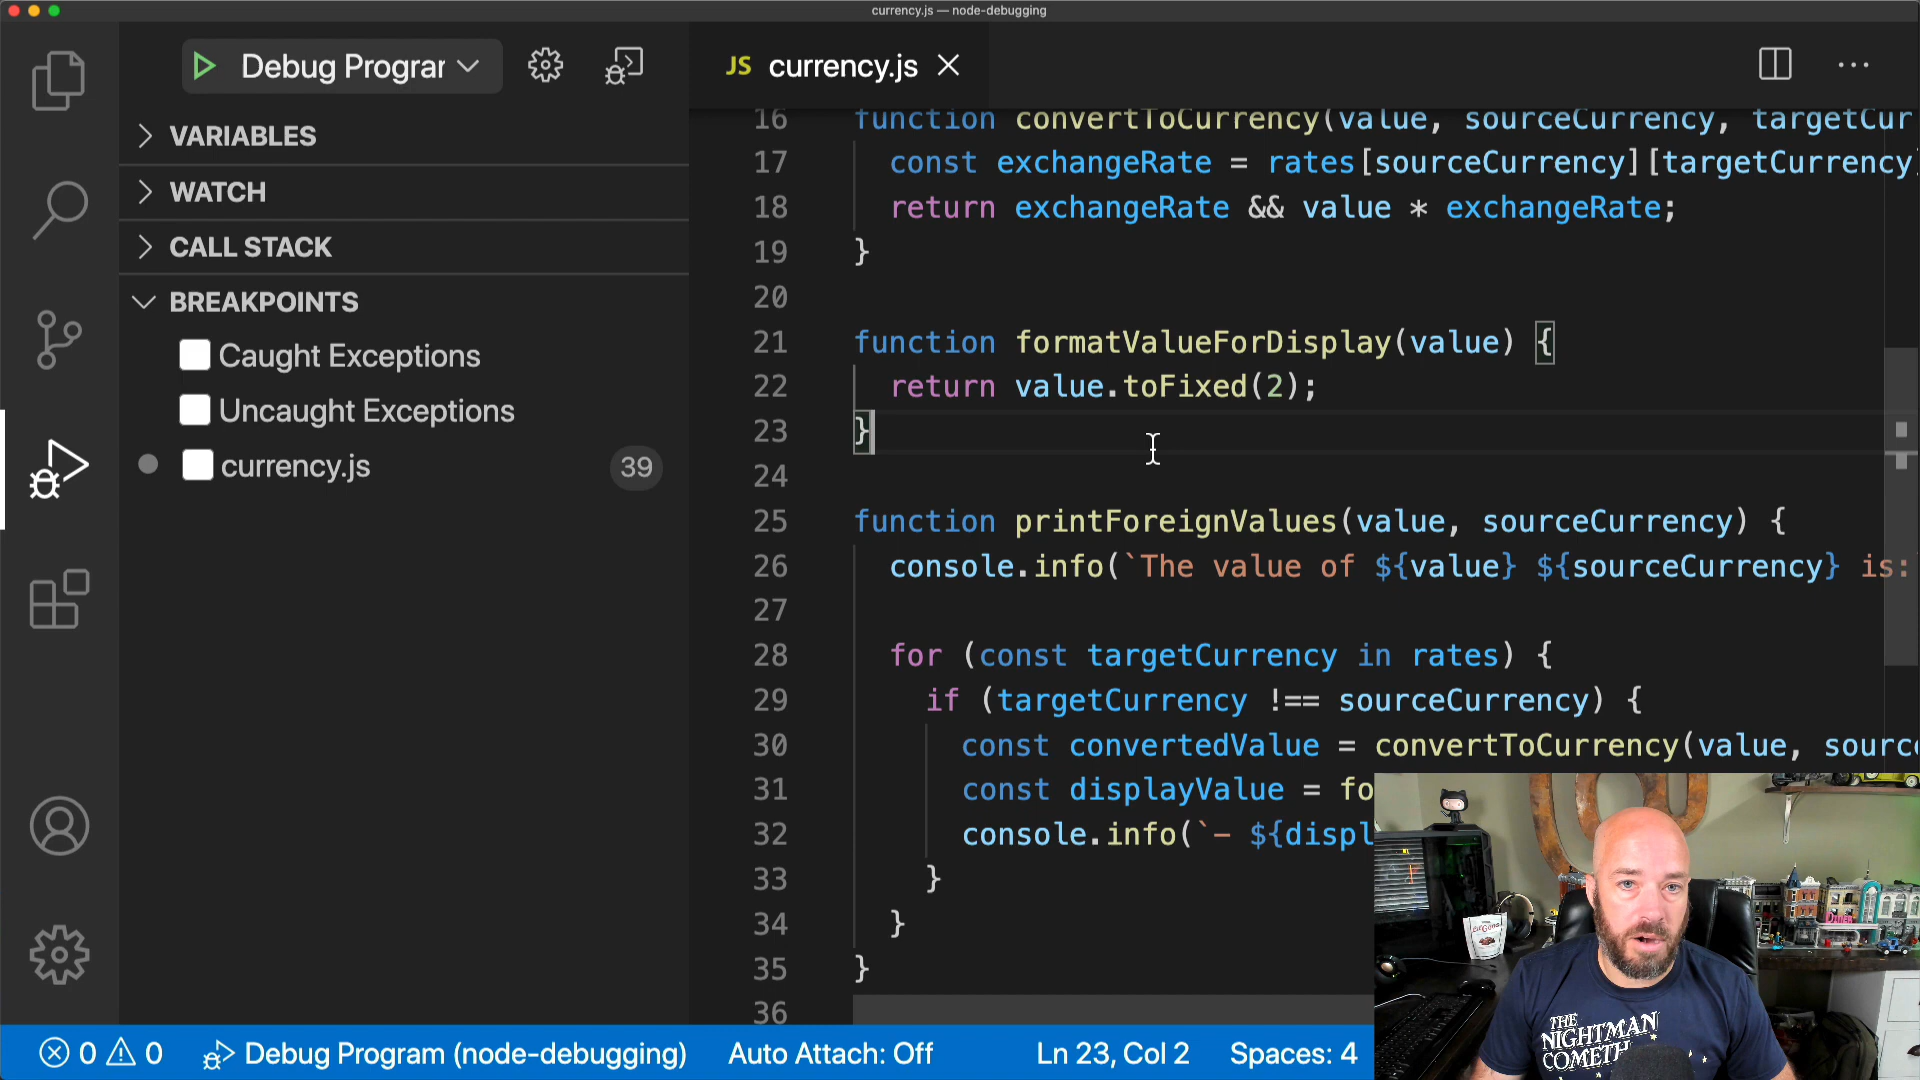 currency.js — node-debugging
Debug Prograr
JS currency.js
VARIABLES
WATCH
CALL STACK
BREAKPOINTS
Caught Exceptions
Uncaught Exceptions
currency.js 39
16 function convertToCurrency(value, sourceCurrency, targetCur
17 const exchangeRate = rates[sourceCurrency][targetCurrency]
18 return exchangeRate && value * exchangeRate;
19 }
20
21 function formatValueForDisplay(value) {
22 return value.toFixed(2);
23 }
24
25 function printForeignValues(value, sourceCurrency) {
26 console.info(`The value of ${value} ${sourceCurrency} is:
27
28 for (const targetCurrency in rates) {
29 if (targetCurrency !== sourceCurrency) {
30 const convertedValue = convertToCurrency(value, sourc
31 const displayValue = fo
32 console.info(`- ${displ
33 }
34 }
35 }
36
THE
NIGHTMAN
COMETH
0 0 Debug Program (node-debugging) Auto Attach: Off Ln 23, Col 2 Spaces: 4